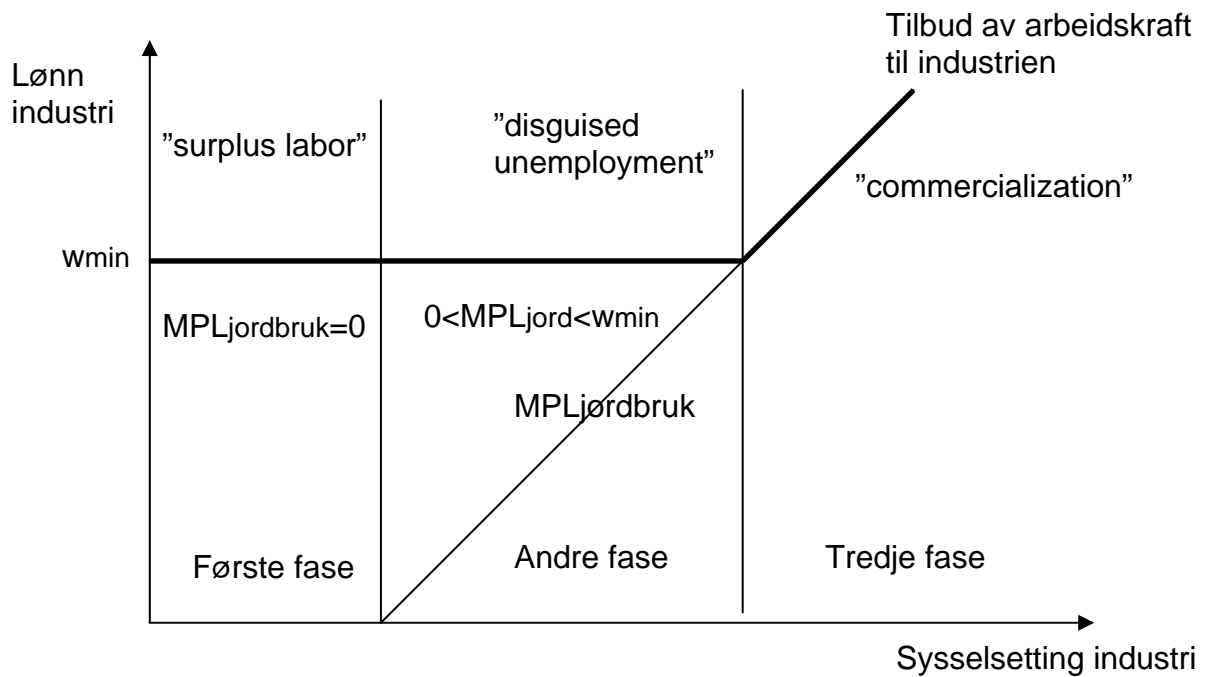 Tilbud av arbeidskraft
til industrien
Lønn
industri
”surplus labor”
”disguised
unemployment”
”commercialization”
wmin
MPLjordbruk=0
0<MPLjord<wmin
MPLjordbruk
Første fase
Andre fase
Tredje fase
Sysselsetting industri